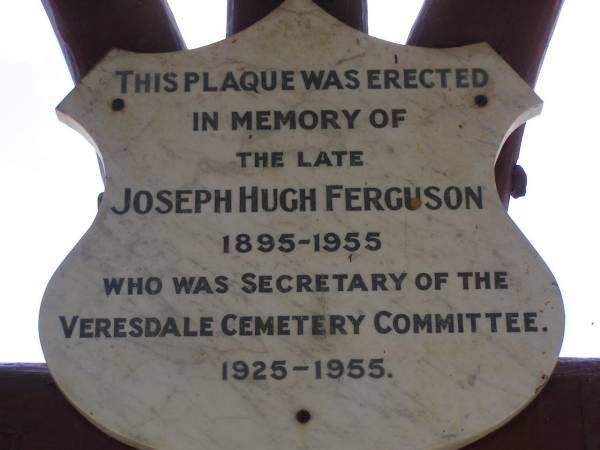 THIS PLAQUE WAS ERECTED
IN MEMORY OF
THE LATE
JOSEPH HUGH FERGUSON
1895-1955
WHO WAS SECRETARY OF THE
VERESDALE CEMETERY COMMITTEE.
1925-1955.